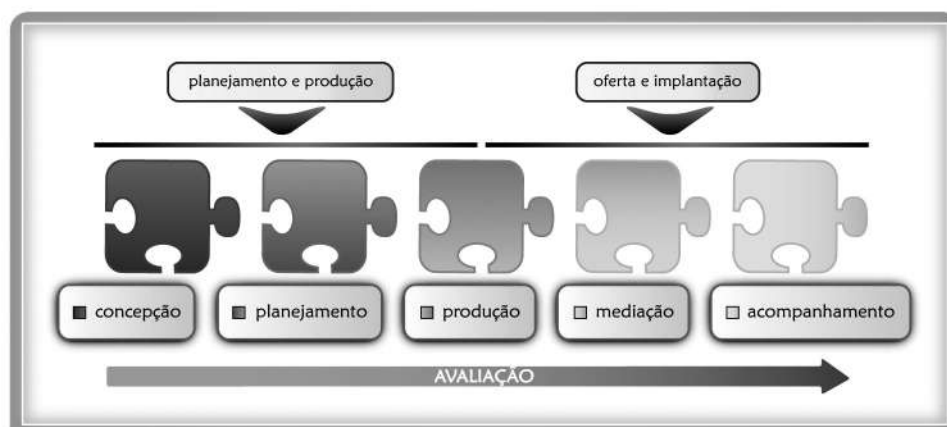 planejamento e produção
oferta e implantação
concepção
planejamento
produção
mediação
acompanhamento
AVALIAÇÃO